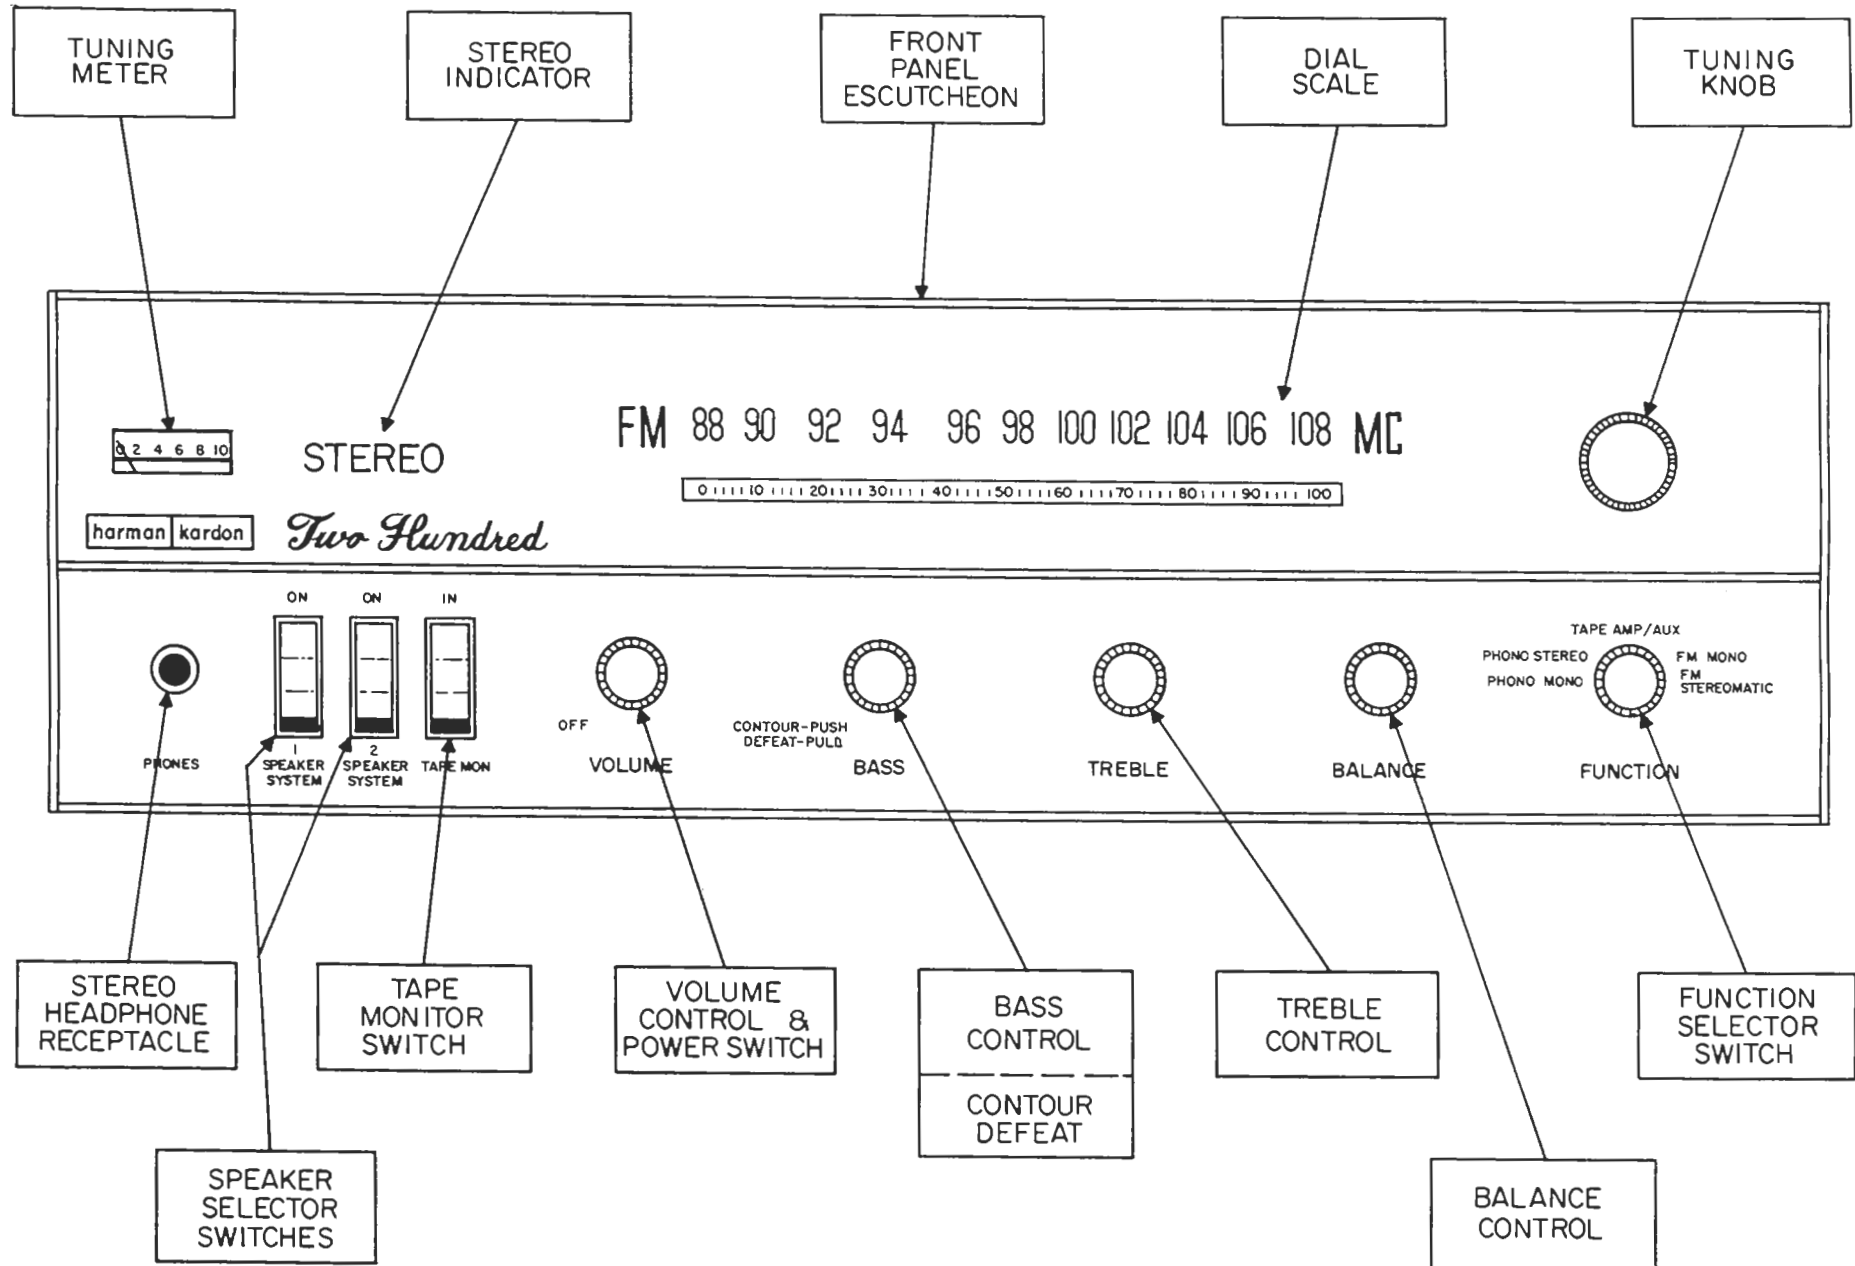 TUNING
METER
STEREO
INDICATOR
FRONT
PANEL
ESCUTCHEON
DIAL
SCALE
TUNING
KNOB
0 2 4 6 8 10
STEREO
FM 88 90 92 94 96 98 100 102 104 106 108 MC
0 10 20 30 40 50 60 70 80 90 100
harman kardon
Two Hundred
ON
ON
IN
PHONES
1
SPEAKER
SYSTEM
2
SPEAKER
SYSTEM
TAPE MON
OFF
VOLUME
CONTOUR-PUSH
DEFEAT-PULL
BASS
TREBLE
BALANCE
TAPE AMP/AUX
PHONO STEREO
PHONO MONO
FM MONO
FM
STEREOMATIC
FUNCTION
STEREO
HEADPHONE
RECEPTACLE
TAPE
MONITOR
SWITCH
VOLUME
CONTROL &
POWER SWITCH
BASS
CONTROL
CONTOUR
DEFEAT
TREBLE
CONTROL
FUNCTION
SELECTOR
SWITCH
SPEAKER
SELECTOR
SWITCHES
BALANCE
CONTROL